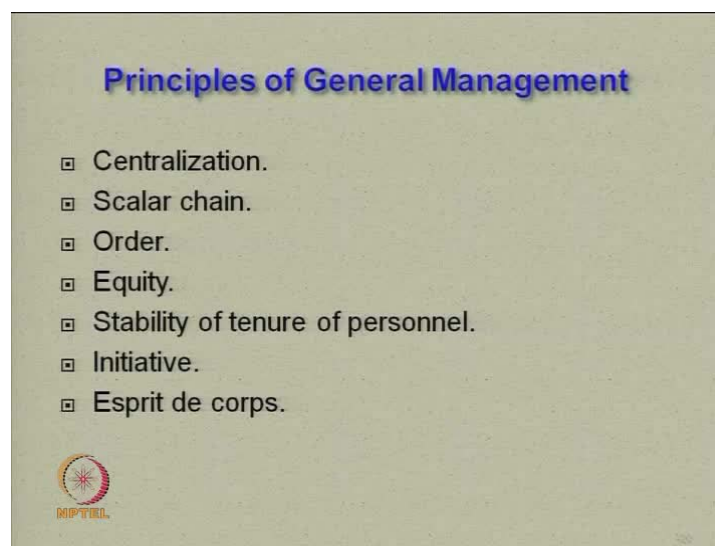 Principles of General Management
Centralization.
Scalar chain.
Order.
Equity.
Stability of tenure of personnel.
Initiative.
Esprit de corps.
NPTEL